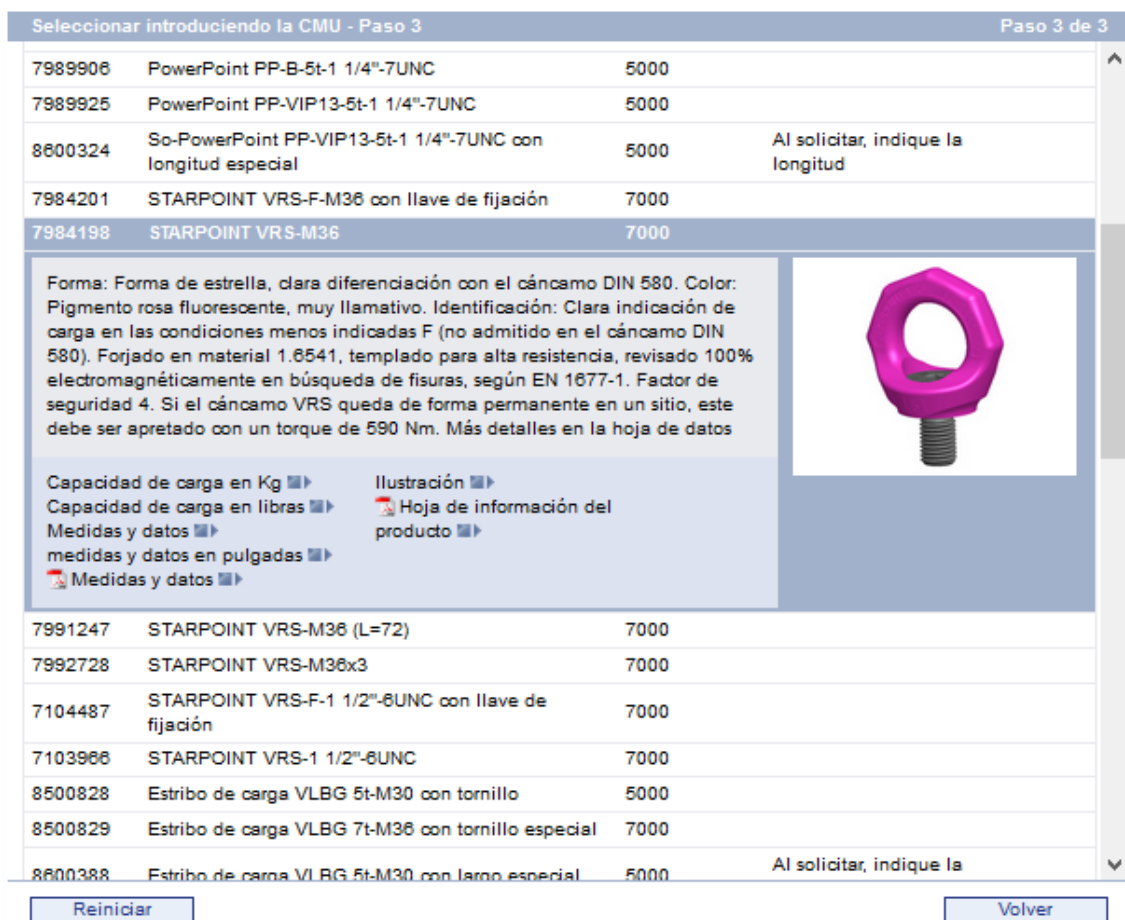 Seleccionar introduciendo la CMU - Paso 3 Paso 3 de 3
7989906 PowerPoint PP-B-5t-1 1/4"-7UNC 5000
7989925 PowerPoint PP-VIP13-5t-1 1/4"-7UNC 5000
8600324 So-PowerPoint PP-VIP13-5t-1 1/4"-7UNC con longitud especial 5000 Al solicitar, indique la longitud
7984201 STARPOINT VRS-F-M36 con llave de fijación 7000
7984198 STARPOINT VRS-M36 7000
Forma: Forma de estrella, clara diferenciación con el cáncamo DIN 580. Color:
Pigmento rosa fluorescente, muy llamativo. Identificación: Clara indicación de
carga en las condiciones menos indicadas F (no admitido en el cáncamo DIN
580). Forjado en material 1.6541, templado para alta resistencia, revisado 100%
electromagnéticamente en búsqueda de fisuras, según EN 1677-1. Factor de
seguridad 4. Si el cáncamo VRS queda de forma permanente en un sitio, este
debe ser apretado con un torque de 590 Nm. Más detalles en la hoja de datos
Capacidad de carga en Kg
Capacidad de carga en libras
Medidas y datos
medidas y datos en pulgadas
Medidas y datos
Ilustración
Hoja de información del
producto
7991247 STARPOINT VRS-M36 (L=72) 7000
7992728 STARPOINT VRS-M36x3 7000
7104487 STARPOINT VRS-F-1 1/2"-6UNC con llave de fijación 7000
7103966 STARPOINT VRS-1 1/2"-6UNC 7000
8500828 Estribo de carga VLBG 5t-M30 con tornillo 5000
8500829 Estribo de carga VLBG 7t-M36 con tornillo especial 7000
8600388 Estribo de carga VLBG 5t-M30 con largo especial 5000 Al solicitar, indique la
Reiniciar Volver